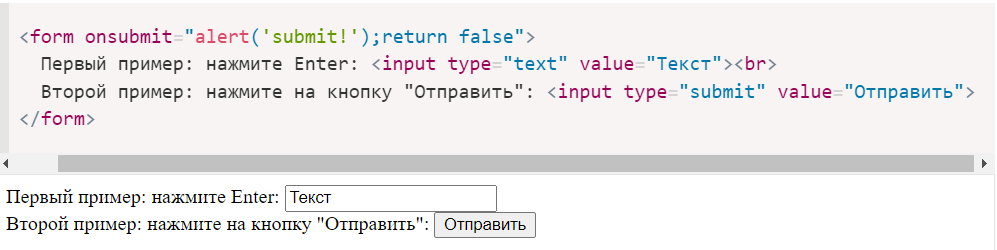 <form onsubmit="alert('submit!');return false">
Первый пример: нажмите Enter: <input type="text" value="Текст"><br>
Второй пример: нажмите на кнопку "Отправить": <input type="submit" value="Отправить">
</form>
Первый пример: нажмите Enter: Текст
Второй пример: нажмите на кнопку "Отправить": Отправить